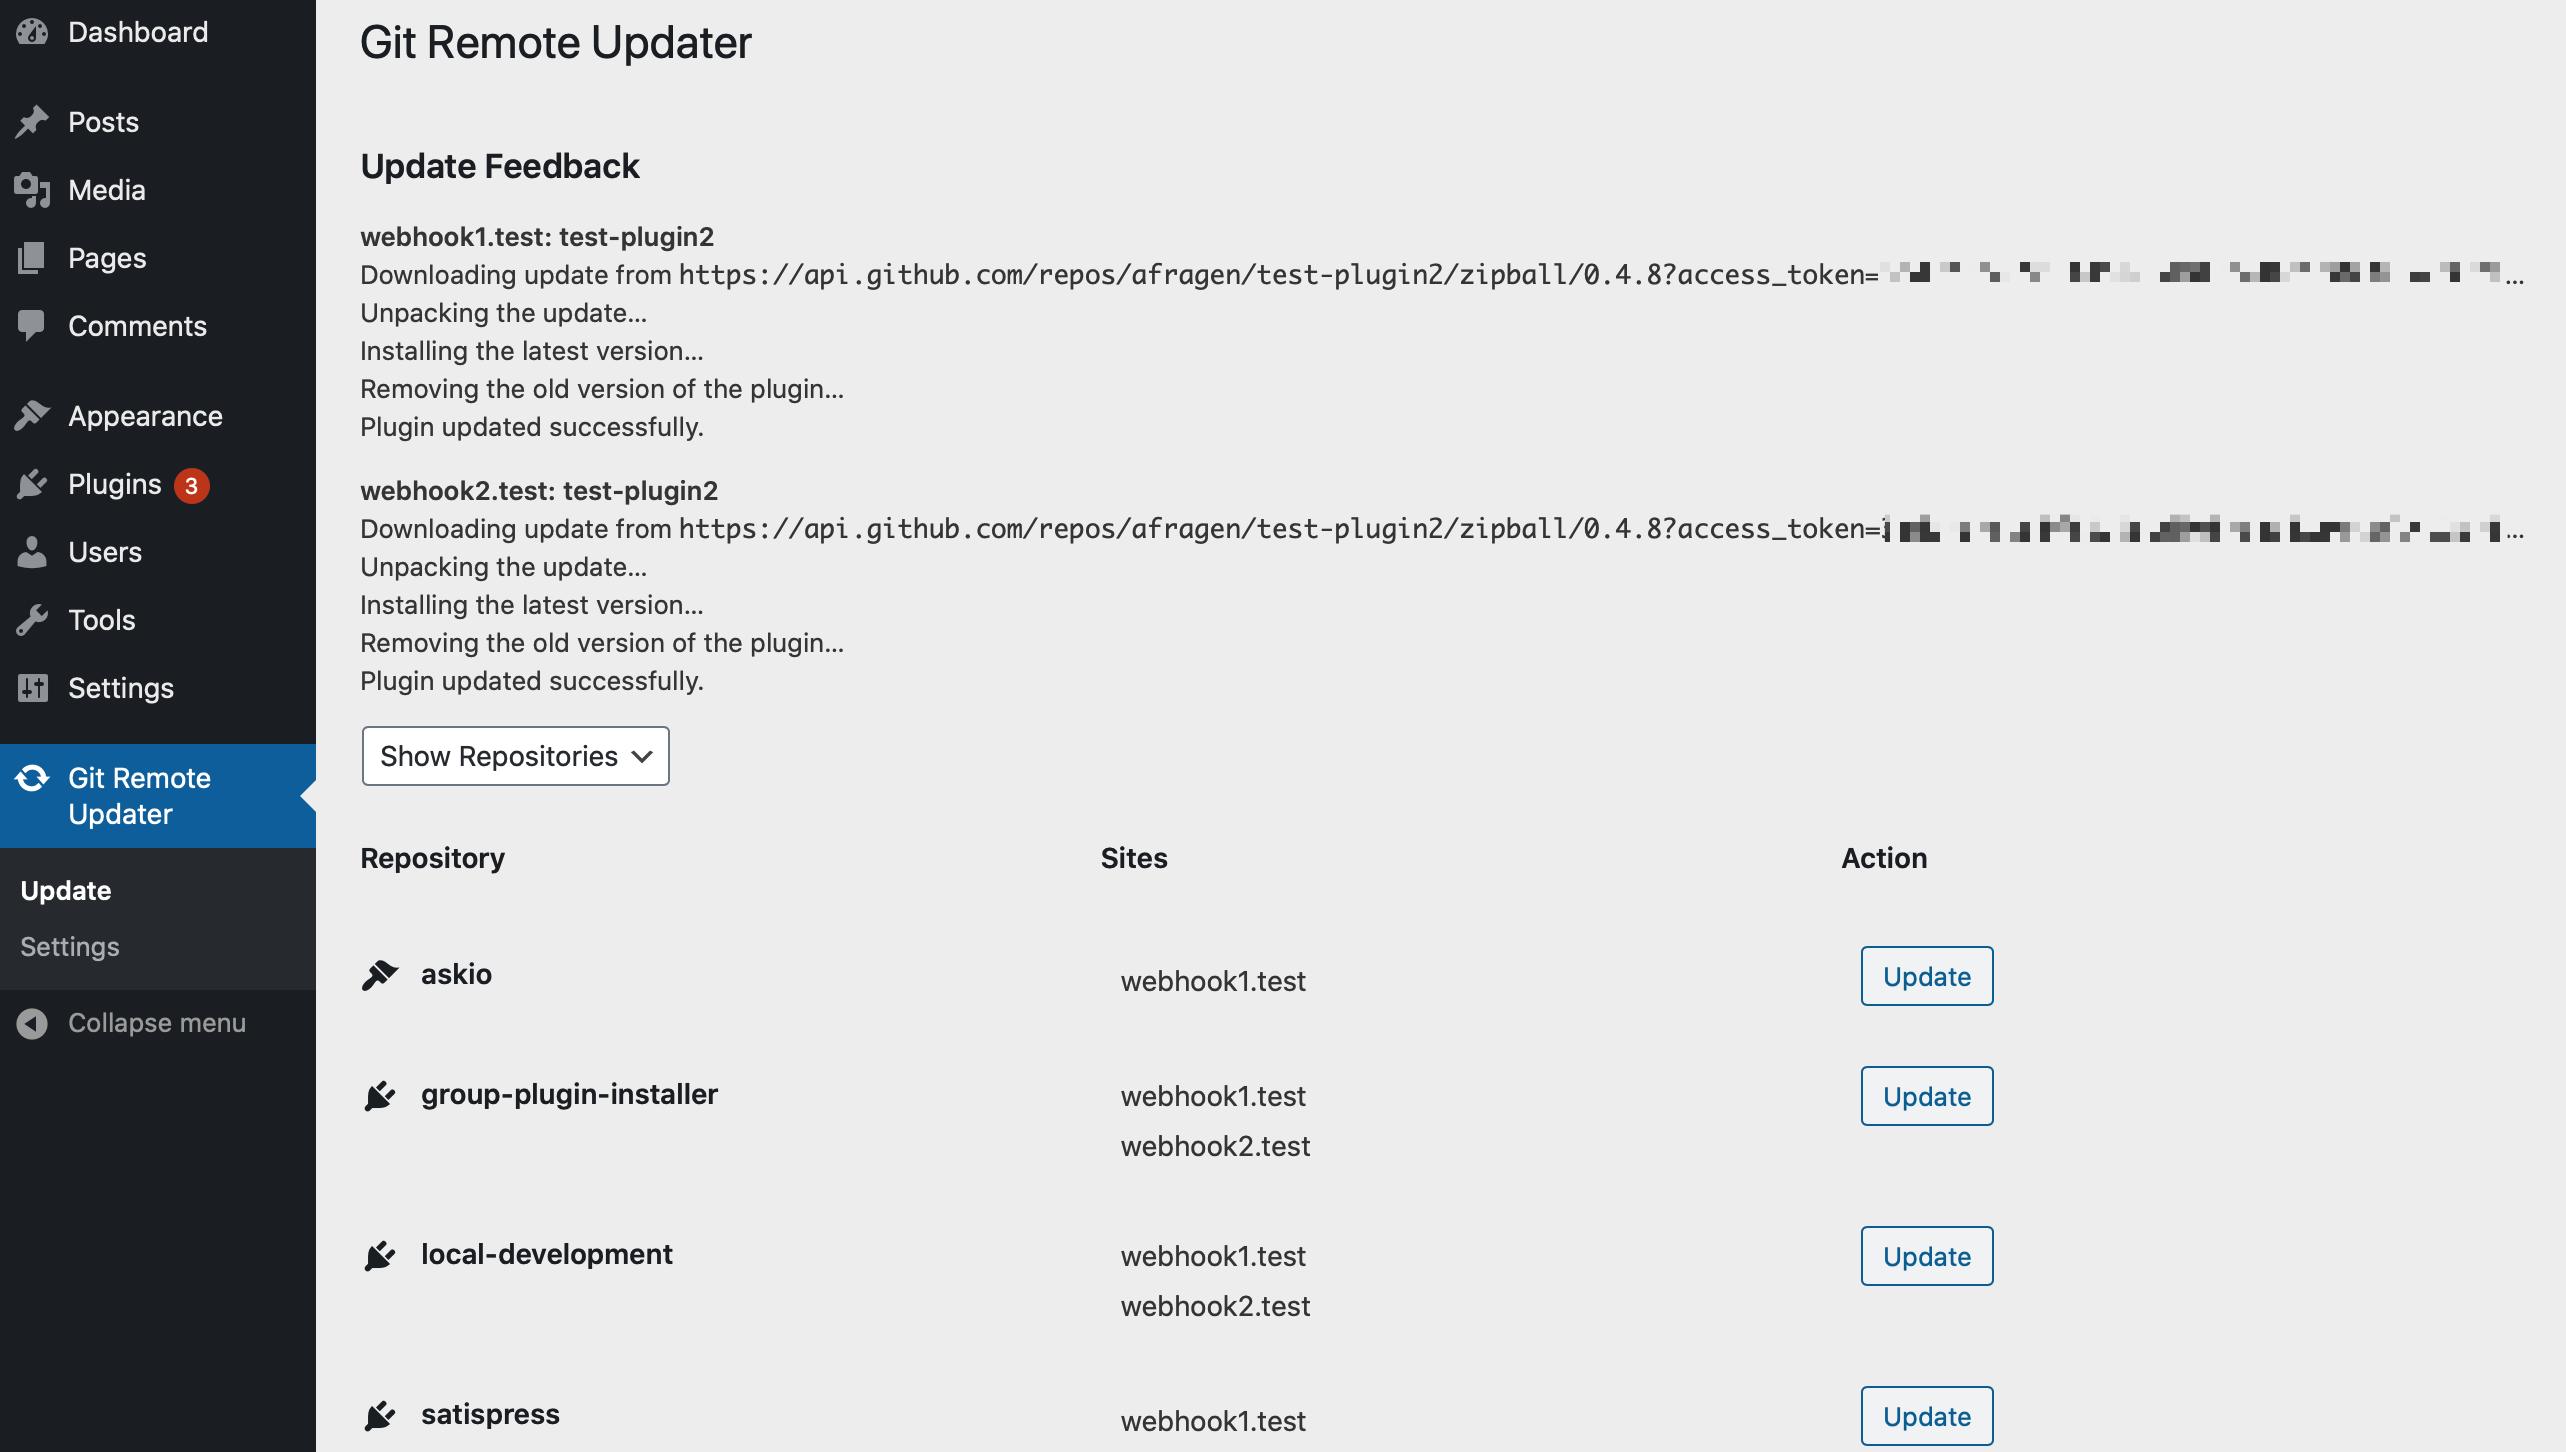 Dashboard
Posts
Media
Pages
Comments
Appearance
Plugins 3
Users
Tools
Settings
Git Remote
Updater
Update
Settings
Collapse menu
Git Remote Updater
Update Feedback
webhook1.test: test-plugin2
Downloading update from https://api.github.com/repos/afragen/test-plugin2/zipball/0.4.8?access_token= …
Unpacking the update…
Installing the latest version…
Removing the old version of the plugin…
Plugin updated successfully.
webhook2.test: test-plugin2
Downloading update from https://api.github.com/repos/afragen/test-plugin2/zipball/0.4.8?access_token= …
Unpacking the update…
Installing the latest version…
Removing the old version of the plugin…
Plugin updated successfully.
Show Repositories
Repository Sites Action
askio webhook1.test Update
group-plugin-installer webhook1.test Update
webhook2.test
local-development webhook1.test Update
webhook2.test
satispress webhook1.test Update